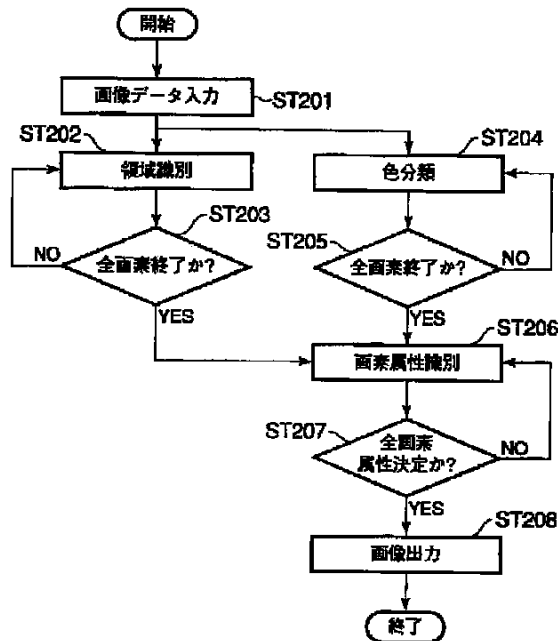 開始
画像データ入力
ST201
ST202
領域識別
ST204
色分類
ST203
全画素終了か?
NO
YES
ST205
全画素終了か?
NO
YES
ST206
画素属性識別
ST207
全画素
属性決定か?
NO
YES
ST208
画像出力
終了